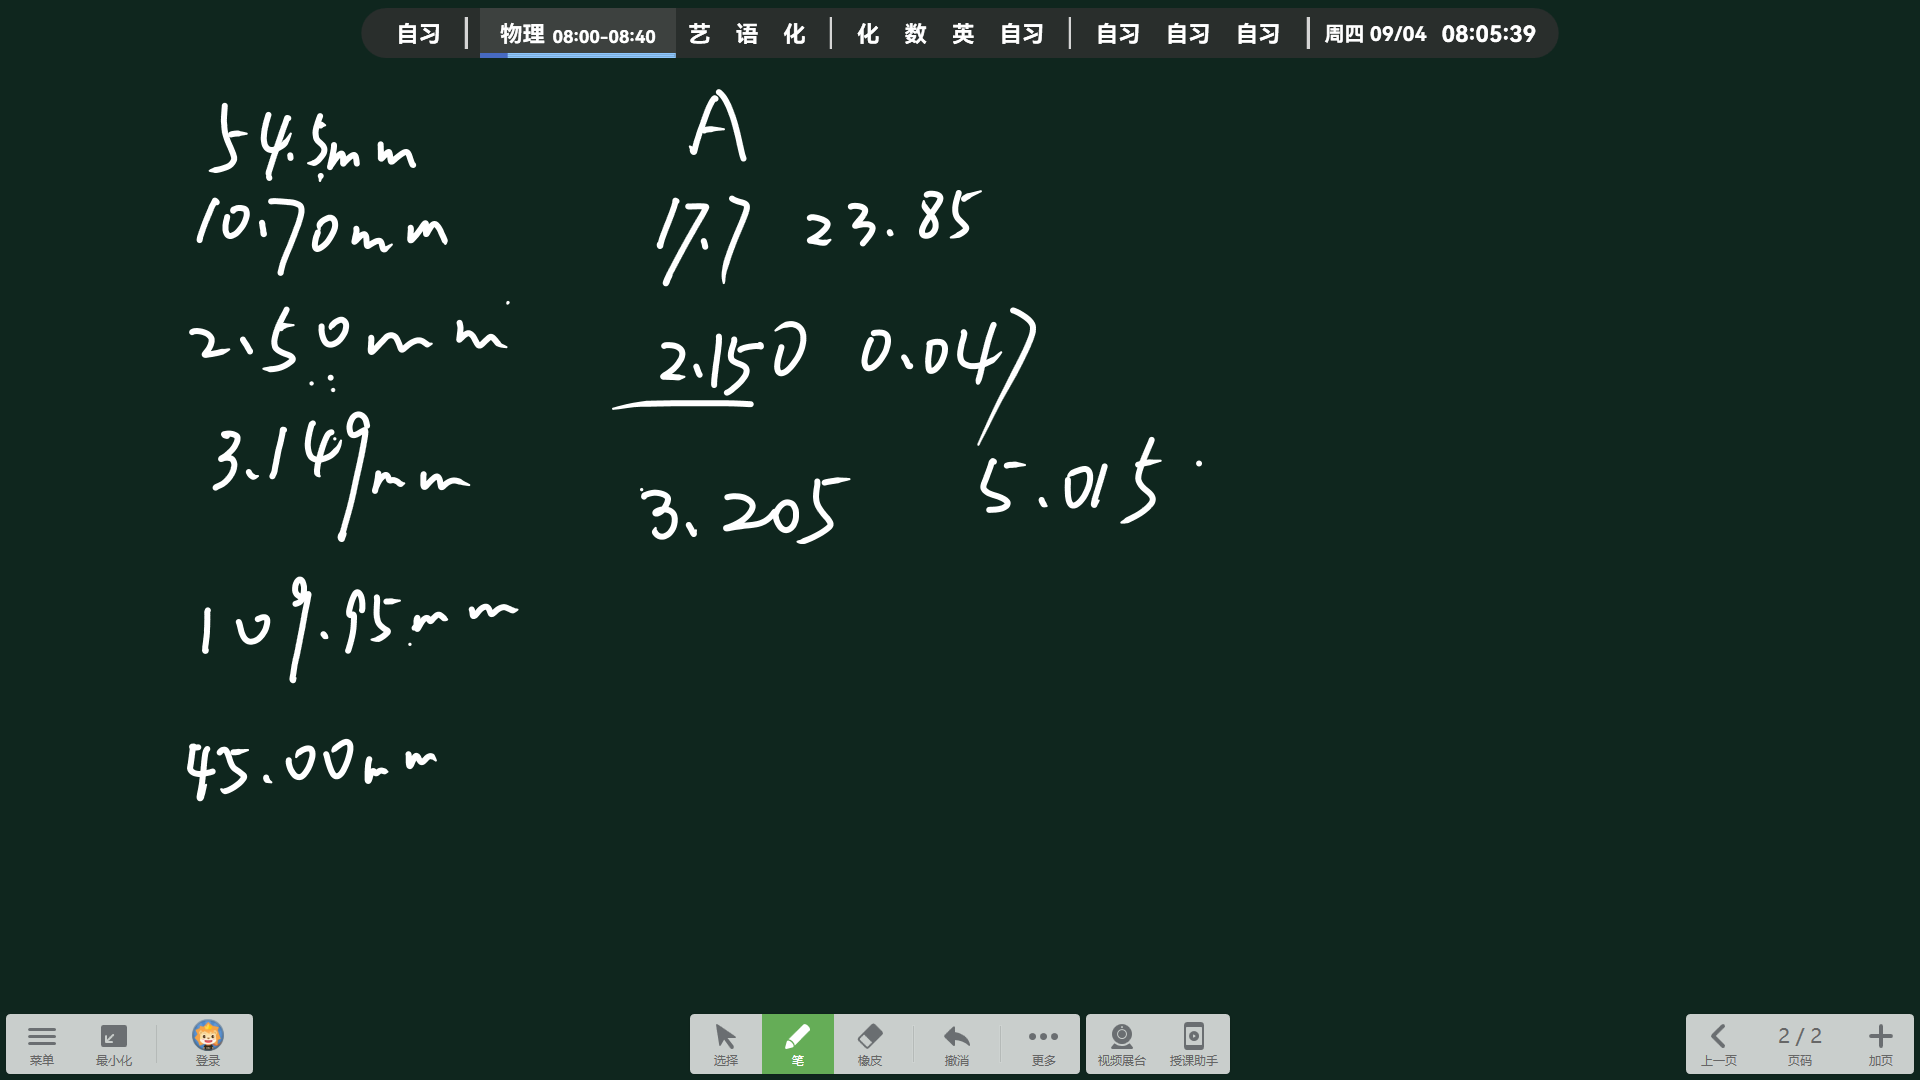 自习 | 物理 08:00-08:40 艺 语 化 | 化 数 英 自习 | 自习 自习 自习 | 周四 09/04 08:05:39
54.5mm A
10.70mm 17.7 23.85
2.50mm 2.150 0.047
3.149mm 3.205 5.015
109.95mm
45.00mm
菜单 最小化 登录 选择 笔 橡皮 撤消 更多 视频展台 授课助手 上一页 2 / 2 页码 加页